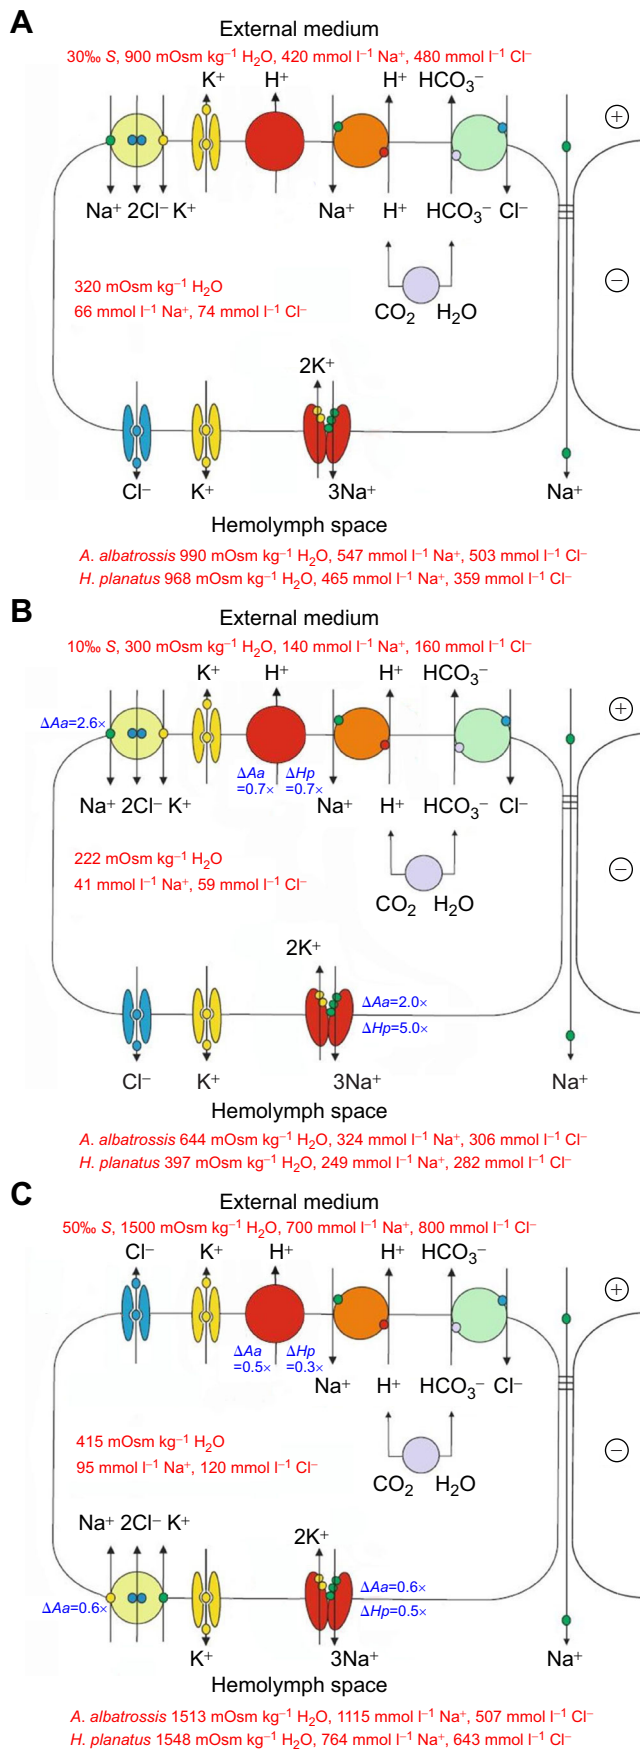 A
External medium
30‰ S, 900 mOsm kg⁻¹ H₂O, 420 mmol l⁻¹ Na⁺, 480 mmol l⁻¹ Cl⁻
K⁺ H⁺ H⁺ HCO₃⁻
+
Na⁺ 2Cl⁻ K⁺ Na⁺ H⁺ HCO₃⁻ Cl⁻
320 mOsm kg⁻¹ H₂O
66 mmol l⁻¹ Na⁺, 74 mmol l⁻¹ Cl⁻
−
CO₂ H₂O
2K⁺
Cl⁻ K⁺ 3Na⁺ Na⁺
Hemolymph space
A. albatrossis 990 mOsm kg⁻¹ H₂O, 547 mmol l⁻¹ Na⁺, 503 mmol l⁻¹ Cl⁻
H. planatus 968 mOsm kg⁻¹ H₂O, 465 mmol l⁻¹ Na⁺, 359 mmol l⁻¹ Cl⁻
B
External medium
10‰ S, 300 mOsm kg⁻¹ H₂O, 140 mmol l⁻¹ Na⁺, 160 mmol l⁻¹ Cl⁻
K⁺ H⁺ H⁺ HCO₃⁻
+
ΔAa=2.6×
ΔAa ΔHp
=0.7× =0.7×
Na⁺ 2Cl⁻ K⁺ Na⁺ H⁺ HCO₃⁻ Cl⁻
222 mOsm kg⁻¹ H₂O
41 mmol l⁻¹ Na⁺, 59 mmol l⁻¹ Cl⁻
−
CO₂ H₂O
2K⁺
ΔAa=2.0×
ΔHp=5.0×
Cl⁻ K⁺ 3Na⁺ Na⁺
Hemolymph space
A. albatrossis 644 mOsm kg⁻¹ H₂O, 324 mmol l⁻¹ Na⁺, 306 mmol l⁻¹ Cl⁻
H. planatus 397 mOsm kg⁻¹ H₂O, 249 mmol l⁻¹ Na⁺, 282 mmol l⁻¹ Cl⁻
C
External medium
50‰ S, 1500 mOsm kg⁻¹ H₂O, 700 mmol l⁻¹ Na⁺, 800 mmol l⁻¹ Cl⁻
Cl⁻ K⁺ H⁺ H⁺ HCO₃⁻
+
ΔAa ΔHp
=0.5× =0.3×
Na⁺ H⁺ HCO₃⁻ Cl⁻
415 mOsm kg⁻¹ H₂O
95 mmol l⁻¹ Na⁺, 120 mmol l⁻¹ Cl⁻
−
CO₂ H₂O
Na⁺ 2Cl⁻ K⁺
2K⁺
ΔAa=0.6×
ΔAa=0.6×
ΔHp=0.5×
K⁺ 3Na⁺ Na⁺
Hemolymph space
A. albatrossis 1513 mOsm kg⁻¹ H₂O, 1115 mmol l⁻¹ Na⁺, 507 mmol l⁻¹ Cl⁻
H. planatus 1548 mOsm kg⁻¹ H₂O, 764 mmol l⁻¹ Na⁺, 643 mmol l⁻¹ Cl⁻